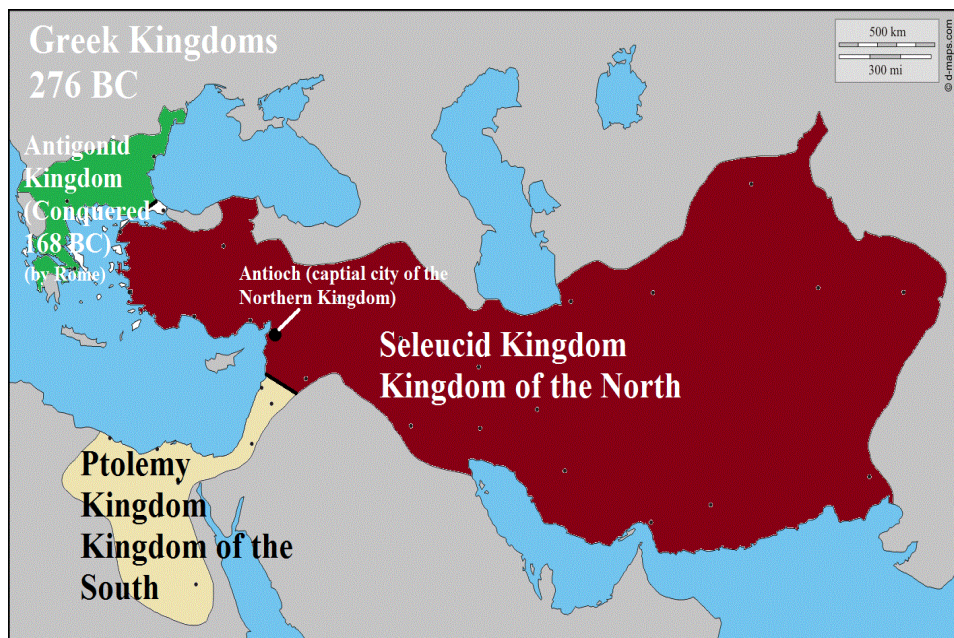 Greek Kingdoms
276 BC
500 km
300 mi
© d-maps.com
Antigonid
Kingdom
(Conquered
168 BC)
(by Rome)
Antioch (captial city of the
Northern Kingdom)
Seleucid Kingdom
Kingdom of the North
Ptolemy
Kingdom
Kingdom of the
South